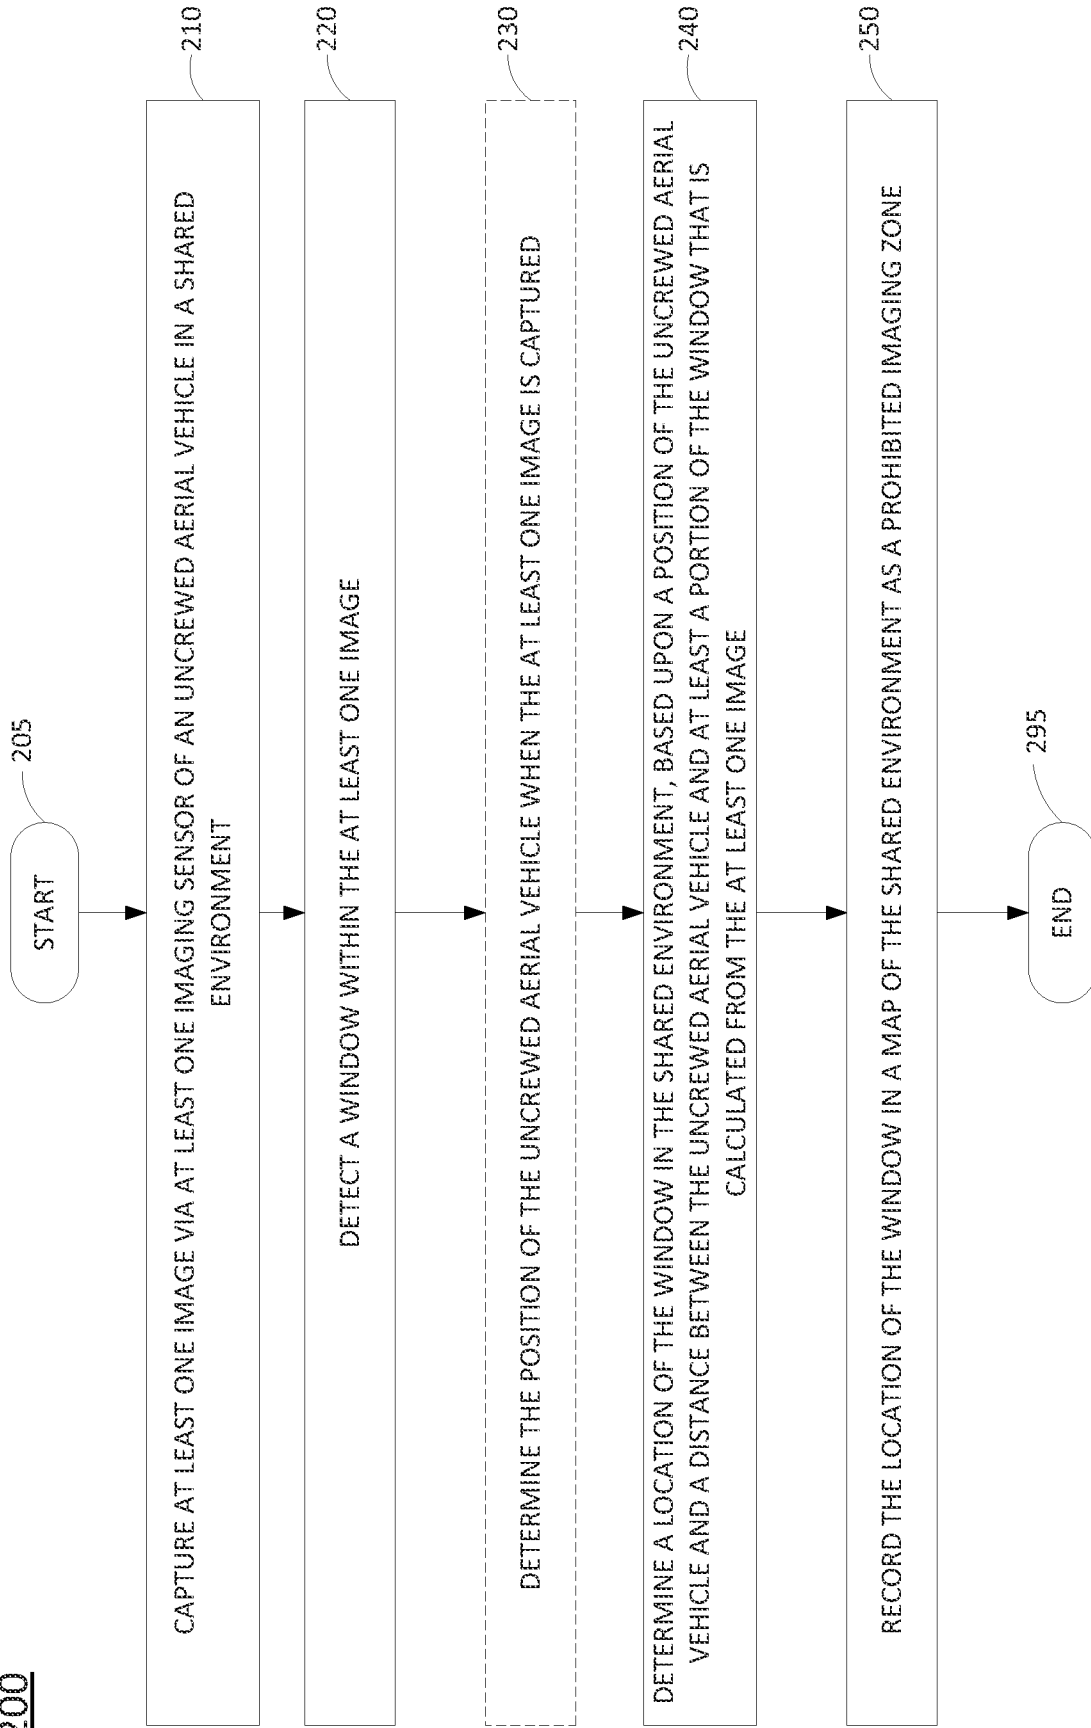 200
START
205
CAPTURE AT LEAST ONE IMAGE VIA AT LEAST ONE IMAGING SENSOR OF AN UNCREWED AERIAL VEHICLE IN A SHARED
ENVIRONMENT
210
DETECT A WINDOW WITHIN THE AT LEAST ONE IMAGE
220
DETERMINE THE POSITION OF THE UNCREWED AERIAL VEHICLE WHEN THE AT LEAST ONE IMAGE IS CAPTURED
230
DETERMINE A LOCATION OF THE WINDOW IN THE SHARED ENVIRONMENT, BASED UPON A POSITION OF THE UNCREWED AERIAL
VEHICLE AND A DISTANCE BETWEEN THE UNCREWED AERIAL VEHICLE AND AT LEAST A PORTION OF THE WINDOW THAT IS
CALCULATED FROM THE AT LEAST ONE IMAGE
240
RECORD THE LOCATION OF THE WINDOW IN A MAP OF THE SHARED ENVIRONMENT AS A PROHIBITED IMAGING ZONE
250
END
295